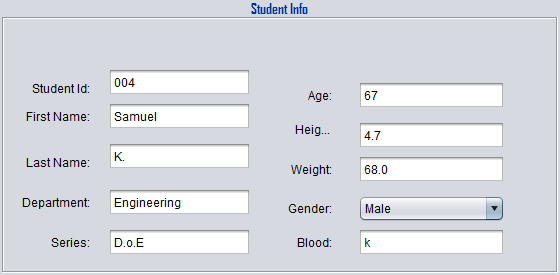 Student Info
Student Id: 004
First Name: Samuel
Last Name: K.
Department: Engineering
Series: D.o.E
Age: 67
Heig... 4.7
Weight: 68.0
Gender: Male
Blood: k